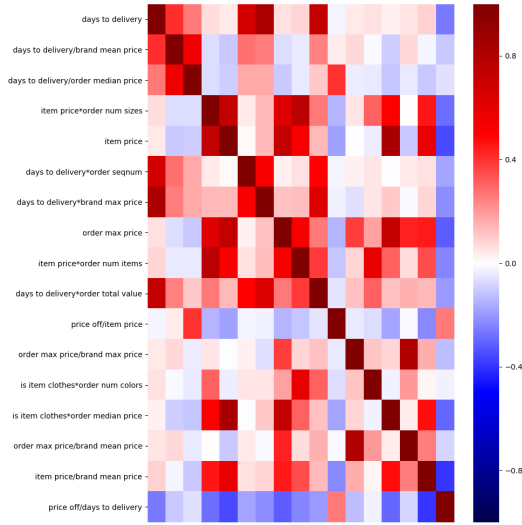 days to delivery
days to delivery/brand mean price
days to delivery/order median price
item price*order num sizes
item price
days to delivery*order seqnum
days to delivery*brand max price
order max price
item price*order num items
days to delivery*order total value
price off/item price
order max price/brand max price
is item clothes*order num colors
is item clothes*order median price
order max price/brand mean price
item price/brand mean price
price off/days to delivery
0.8
0.4
0.0
−0.4
−0.8